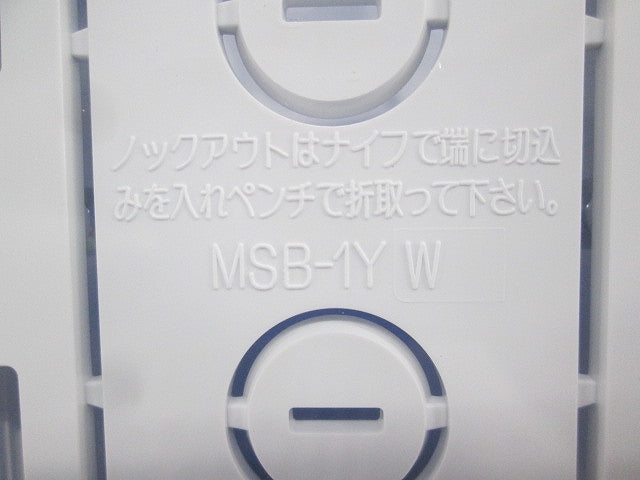 ノックアウトはナイフで端に切込
みを入れペンチで折取って下さい。
MSB-1Y W